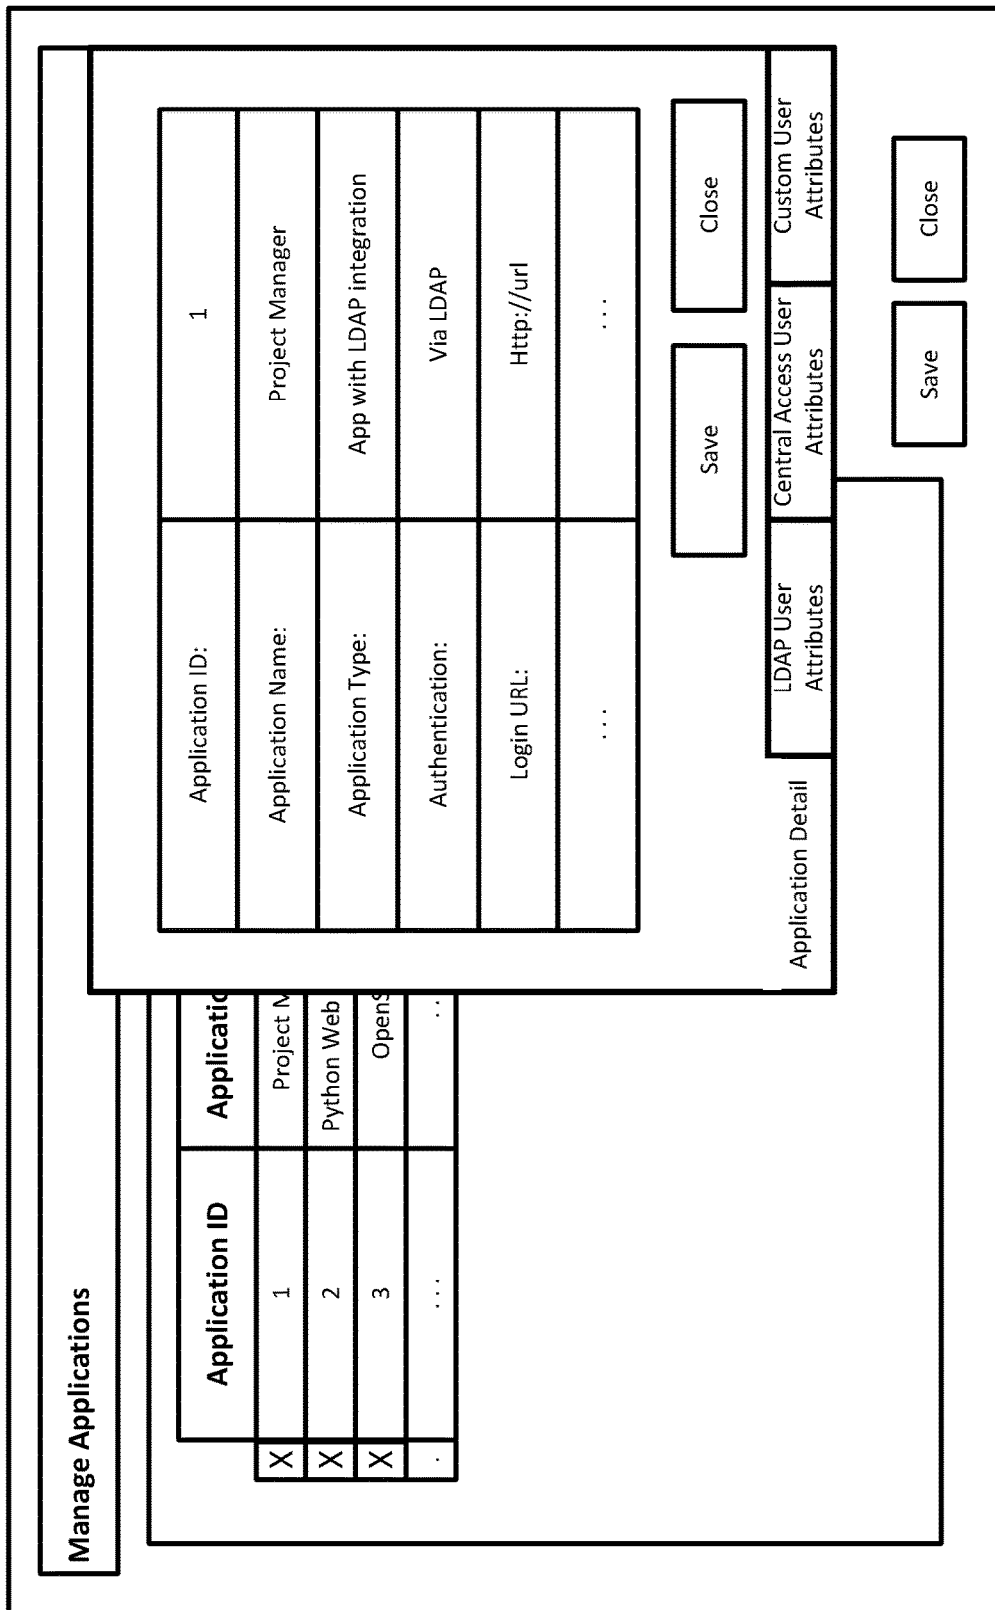 Manage Applications
Application ID
Applicatio
X
1
Project M
X
2
Python Web
X
3
OpenS
.
. . .
. .
Application ID:
1
Application Name:
Project Manager
Application Type:
App with LDAP integration
Authentication:
Via LDAP
Login URL:
Http://url
. . .
. . .
Save
Close
Application Detail
LDAP User
Attributes
Central Access User
Attributes
Custom User
Attributes
Save
Close